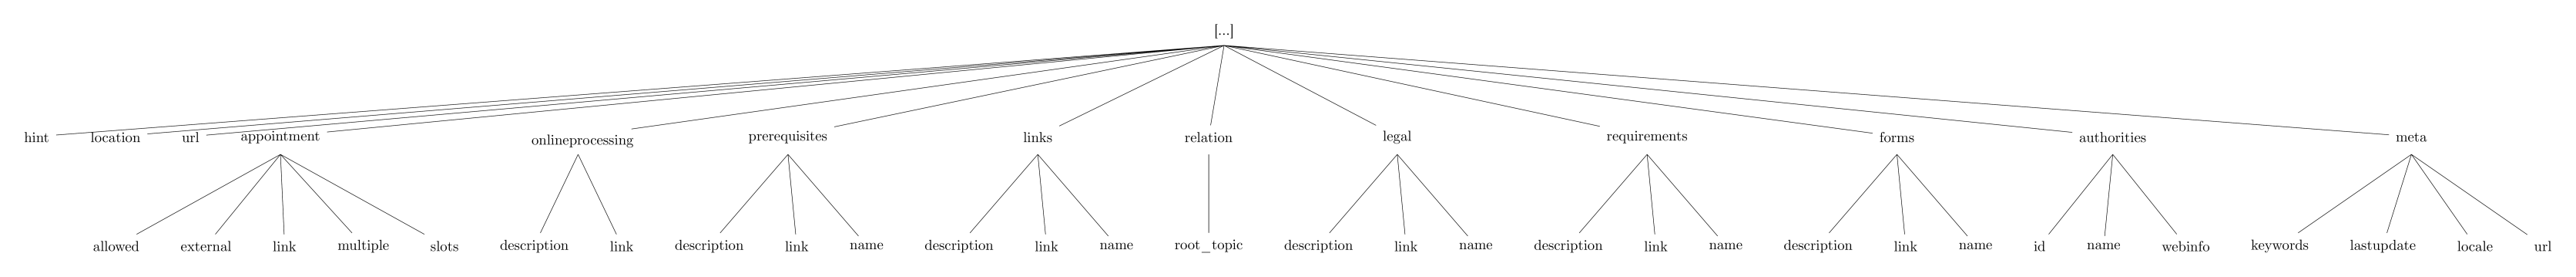 [...]
hint location url appointment onlineprocessing prerequisites links relation legal requirements forms authorities meta
allowed external link multiple slots description link description link name description link name root_topic description link name description link name description link name id name webinfo keywords lastupdate locale url